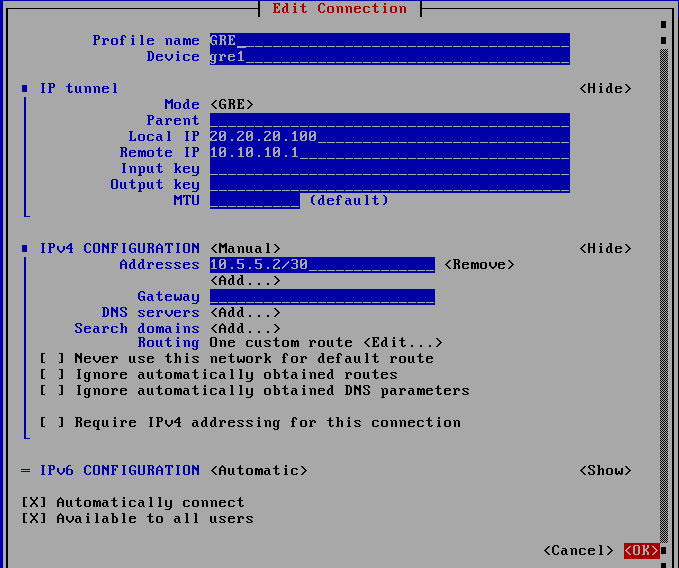 Edit Connection
Profile name GRE
Device gre1
IP tunnel <Hide>
Mode <GRE>
Parent
Local IP 20.20.20.100
Remote IP 10.10.10.1
Input key
Output key
MTU (default)
IPv4 CONFIGURATION <Manual> <Hide>
Addresses 10.5.5.2/30 <Remove>
<Add...>
Gateway
DNS servers <Add...>
Search domains <Add...>
Routing One custom route <Edit...>
[ ] Never use this network for default route
[ ] Ignore automatically obtained routes
[ ] Ignore automatically obtained DNS parameters
[ ] Require IPv4 addressing for this connection
= IPv6 CONFIGURATION <Automatic> <Show>
[X] Automatically connect
[X] Available to all users
<Cancel> <OK>